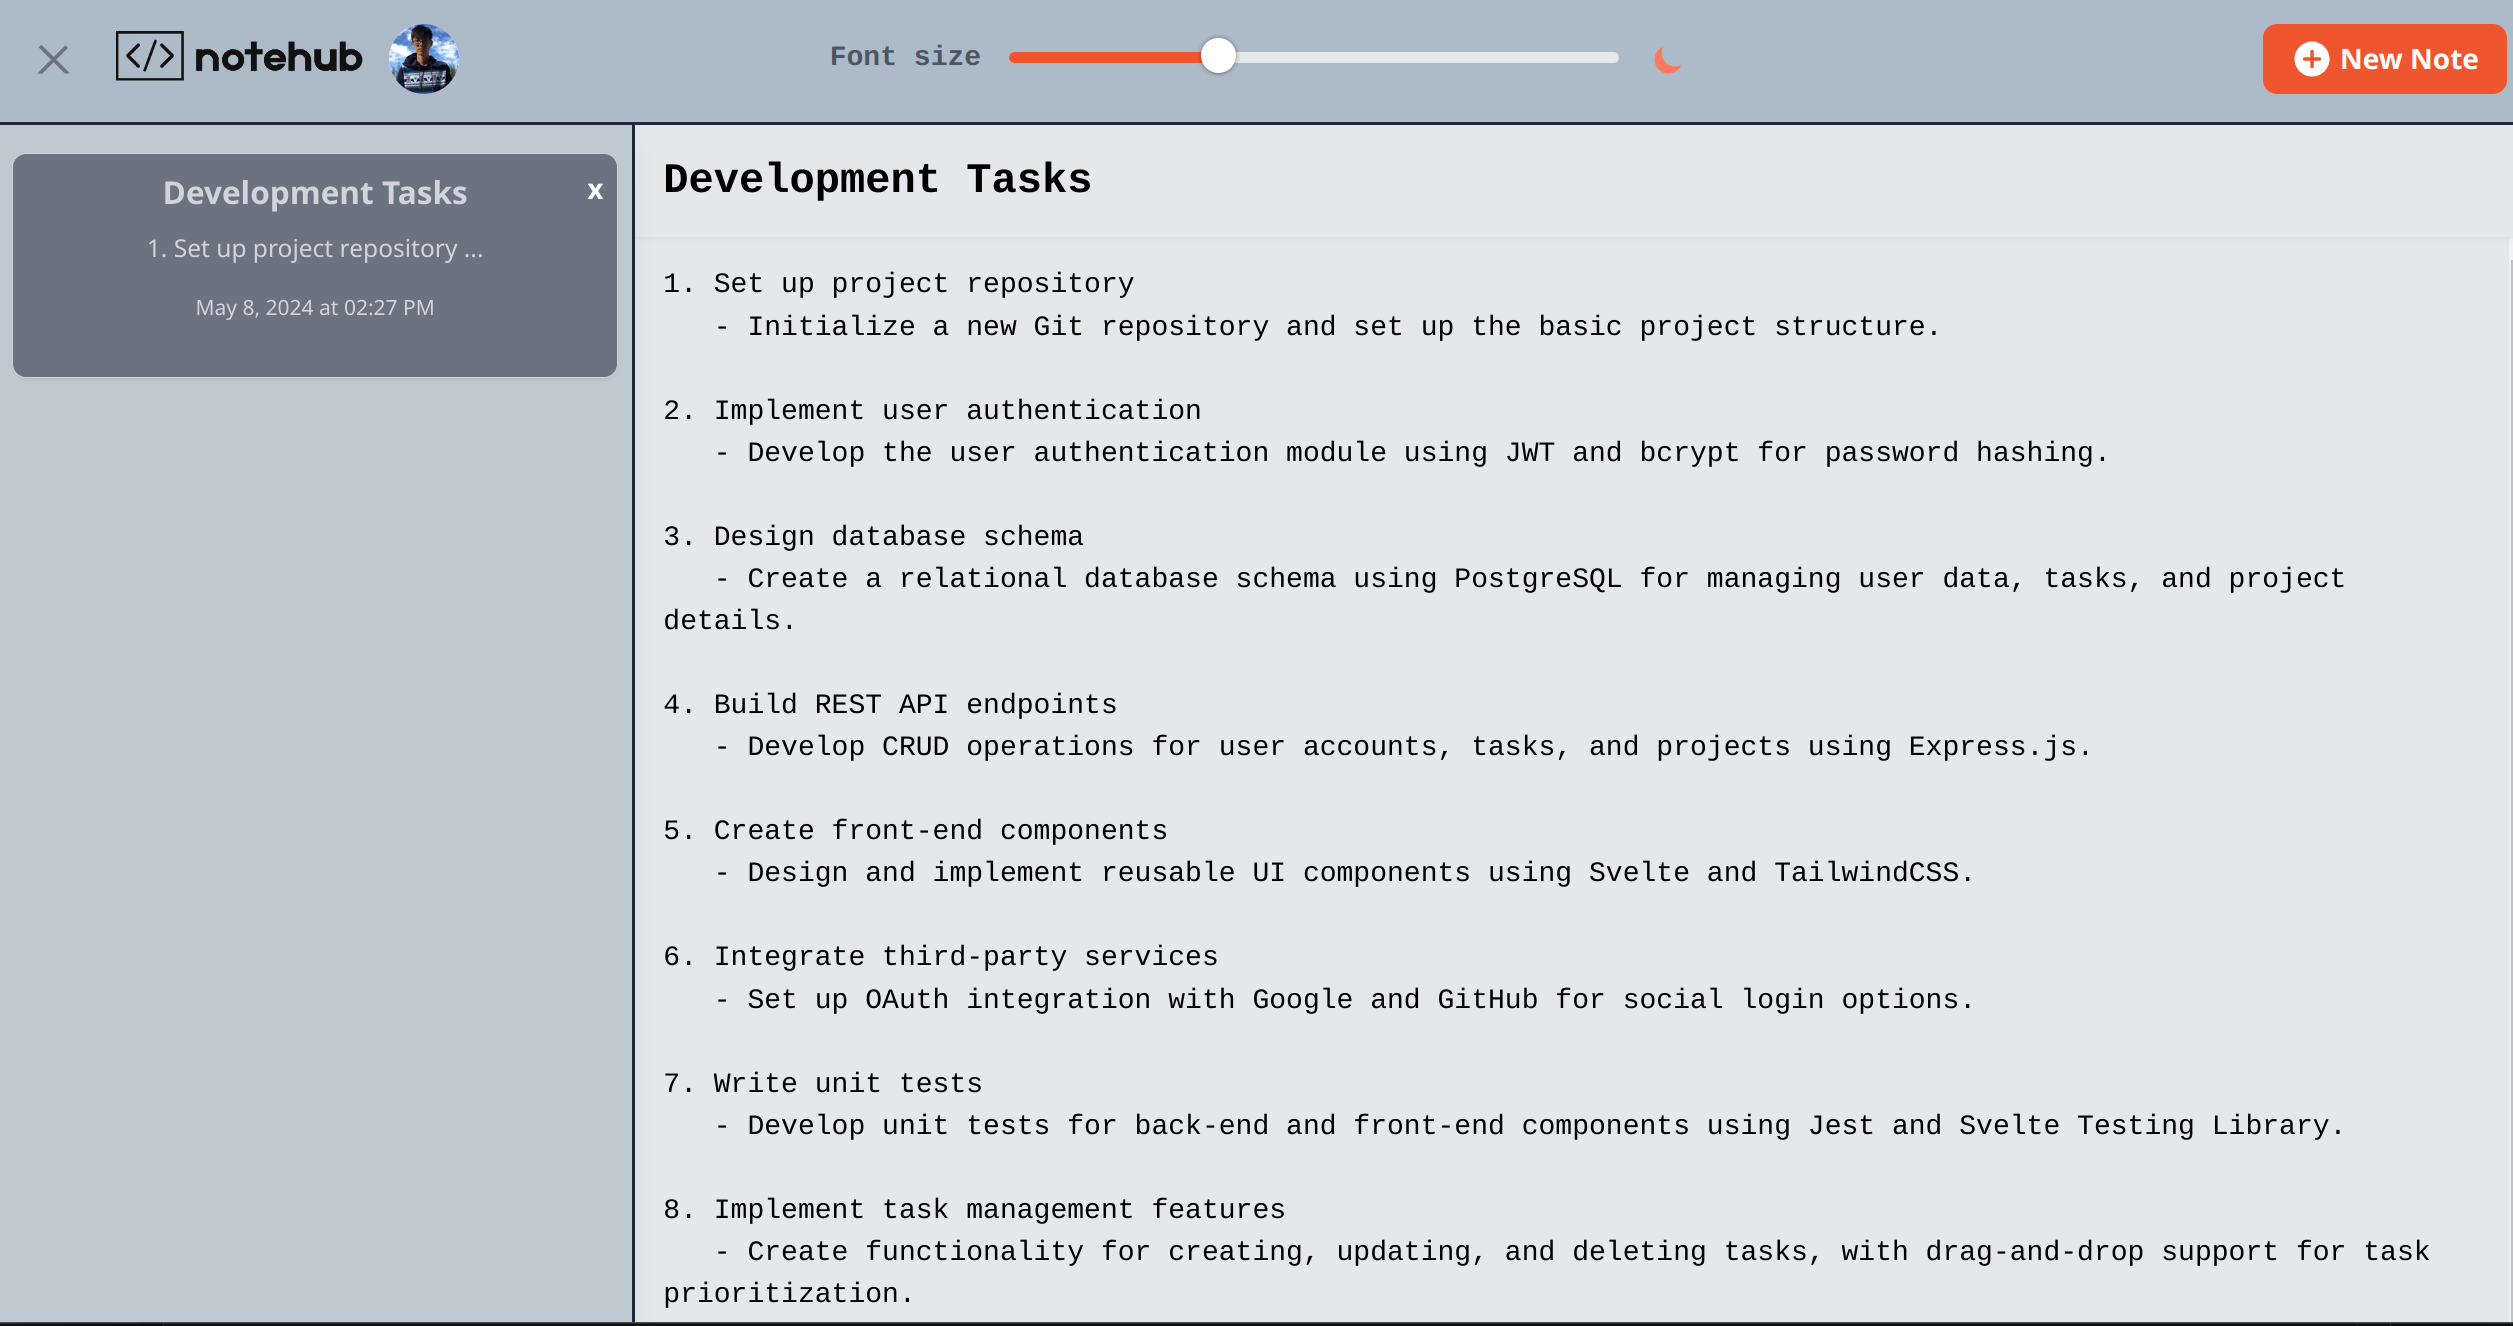 </> notehub
Font size
New Note
Development Tasks
x
1. Set up project repository ...
May 8, 2024 at 02:27 PM
Development Tasks
1. Set up project repository
- Initialize a new Git repository and set up the basic project structure.
2. Implement user authentication
- Develop the user authentication module using JWT and bcrypt for password hashing.
3. Design database schema
- Create a relational database schema using PostgreSQL for managing user data, tasks, and project
details.
4. Build REST API endpoints
- Develop CRUD operations for user accounts, tasks, and projects using Express.js.
5. Create front-end components
- Design and implement reusable UI components using Svelte and TailwindCSS.
6. Integrate third-party services
- Set up OAuth integration with Google and GitHub for social login options.
7. Write unit tests
- Develop unit tests for back-end and front-end components using Jest and Svelte Testing Library.
8. Implement task management features
- Create functionality for creating, updating, and deleting tasks, with drag-and-drop support for task
prioritization.